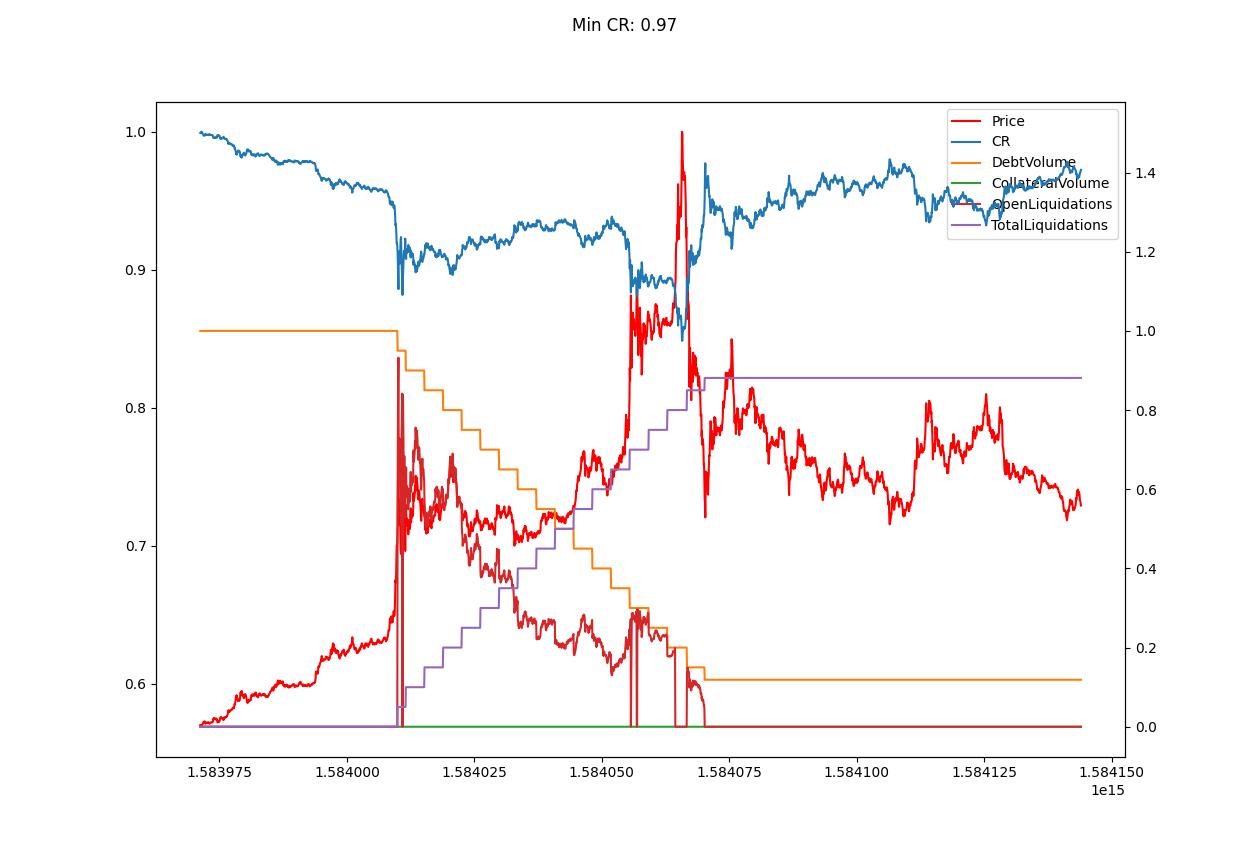 Min CR: 0.97
Price
CR
DebtVolume
CollateralVolume
OpenLiquidations
TotalLiquidations
1.0
0.9
0.8
0.7
0.6
1.4
1.2
1.0
0.8
0.6
0.4
0.2
0.0
1.583975 1.584000 1.584025 1.584050 1.584075 1.584100 1.584125 1.584150
1e15